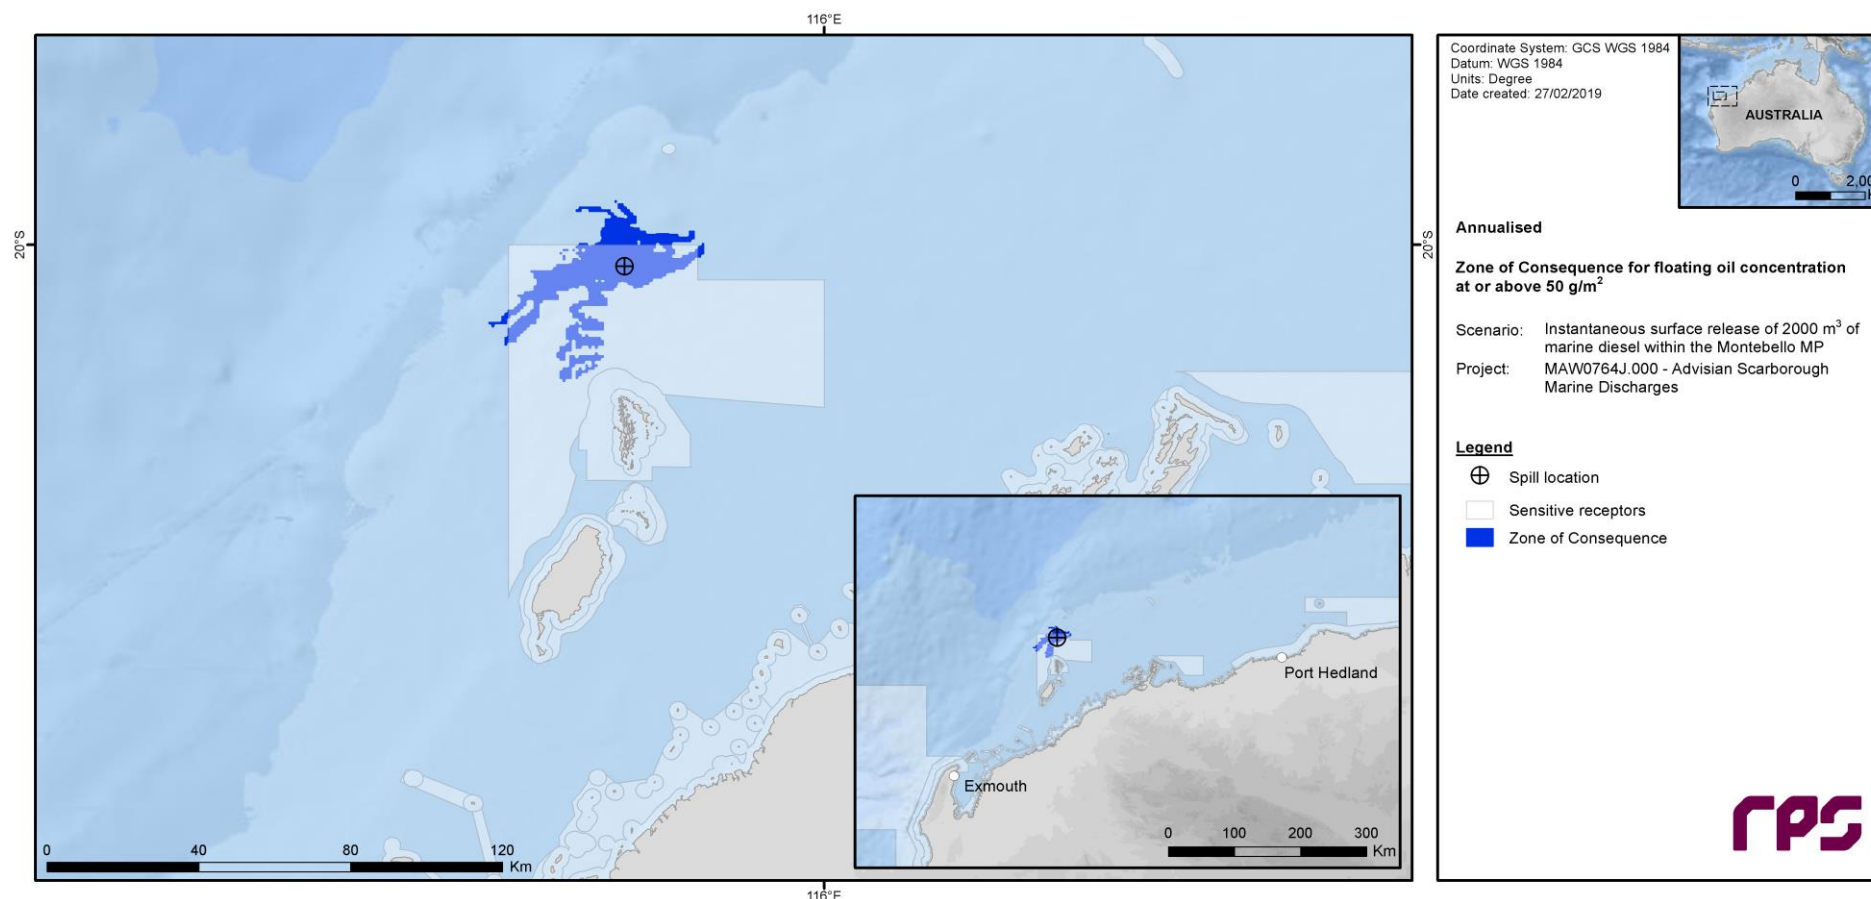 116°E
20°S
20°S
116°E
0 40 80 120 Km
Exmouth
Port Hedland
0 100 200 300 Km
Coordinate System: GCS WGS 1984
Datum: WGS 1984
Units: Degree
Date created: 27/02/2019
AUSTRALIA
0 2,00
Annualised
Zone of Consequence for floating oil concentration
at or above 50 g/m²
Scenario: Instantaneous surface release of 2000 m³ of
marine diesel within the Montebello MP
Project: MAW0764J.000 - Advisian Scarborough
Marine Discharges
Legend
Spill location
Sensitive receptors
Zone of Consequence
rps